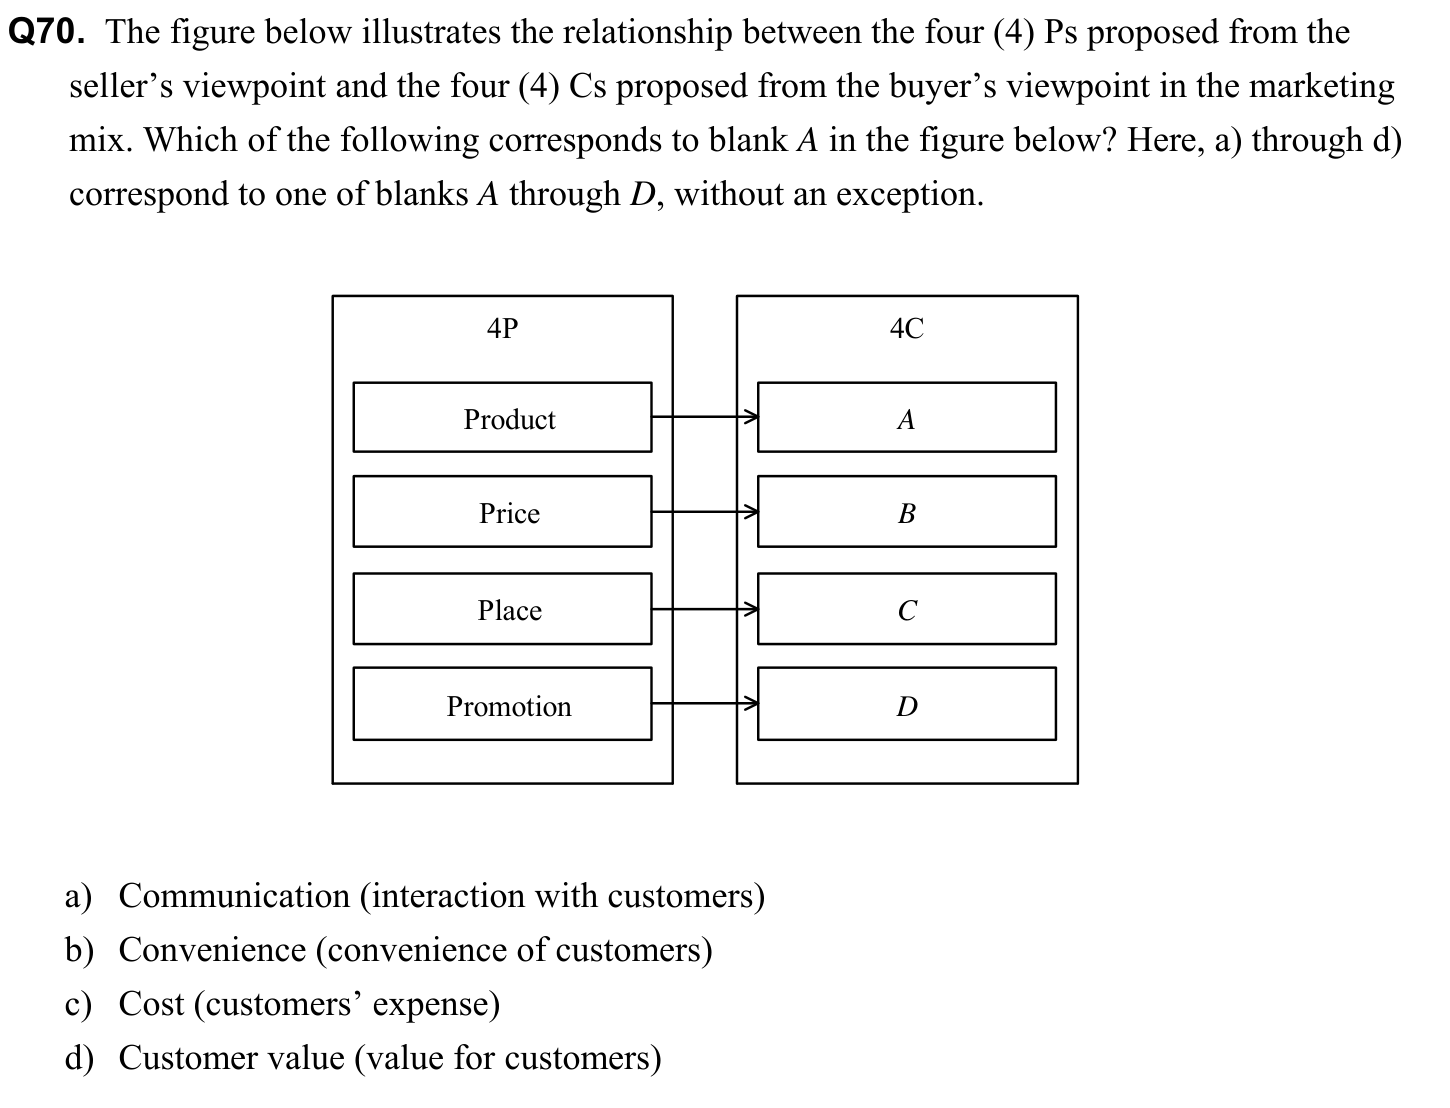 Q70. The figure below illustrates the relationship between the four (4) Ps proposed from the
seller’s viewpoint and the four (4) Cs proposed from the buyer’s viewpoint in the marketing
mix. Which of the following corresponds to blank A in the figure below? Here, a) through d)
correspond to one of blanks A through D, without an exception.
4P
4C
Product
A
Price
B
Place
C
Promotion
D
a) Communication (interaction with customers)
b) Convenience (convenience of customers)
c) Cost (customers’ expense)
d) Customer value (value for customers)